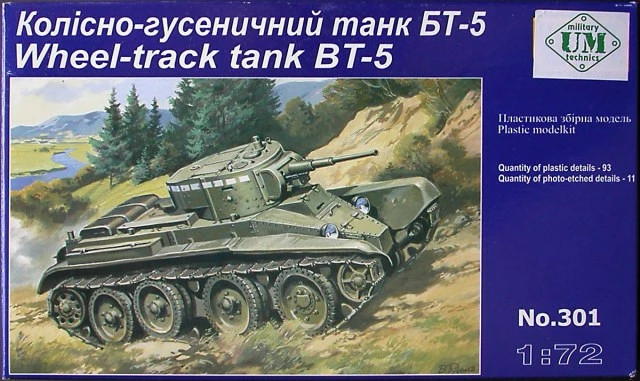 Колісно-гусеничний танк БТ-5
Wheel-track tank BT-5
military
UM
technics
Пластикова збірна модель
Plastic modelkit
Quantity of plastic details - 93
Quantity of photo-etched details - 11
No.301
1:72